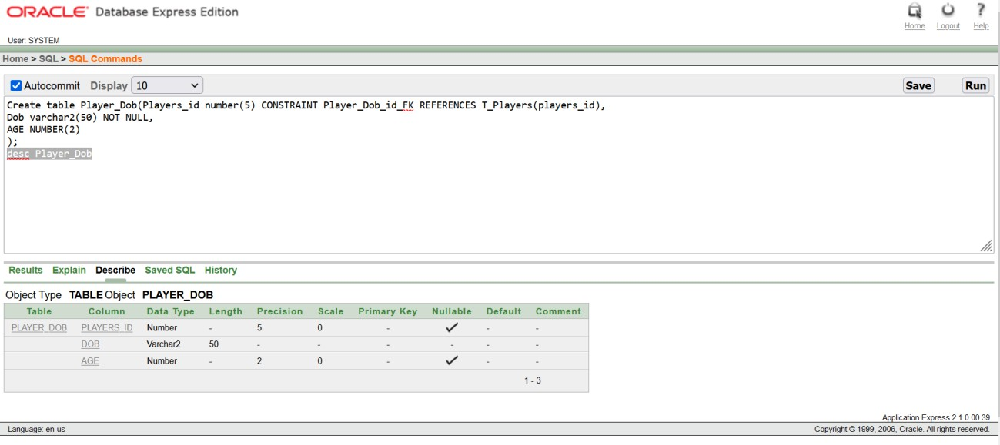 ORACLE® Database Express Edition
Home Logout Help
User: SYSTEM
Home > SQL > SQL Commands
Autocommit Display 10 Save Run
Create table Player_Dob(Players_id number(5) CONSTRAINT Player_Dob_id_FK REFERENCES T_Players(players_id),
Dob varchar2(50) NOT NULL,
AGE NUMBER(2)
);
desc Player_Dob
Results Explain Describe Saved SQL History
Object Type TABLE Object PLAYER_DOB
Table Column Data Type Length Precision Scale Primary Key Nullable Default Comment
PLAYER_DOB PLAYERS_ID Number - 5 0 - ✓ - -
DOB Varchar2 50 - - - - - -
AGE Number - 2 0 - ✓ - -
1 - 3
Application Express 2.1.0.00.39
Language: en-us Copyright © 1999, 2006, Oracle. All rights reserved.